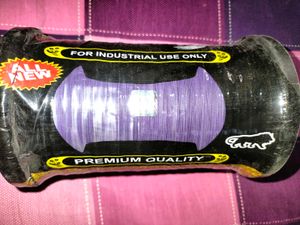 ALL NEW
FOR INDUSTRIAL USE ONLY
PREMIUM QUALITY